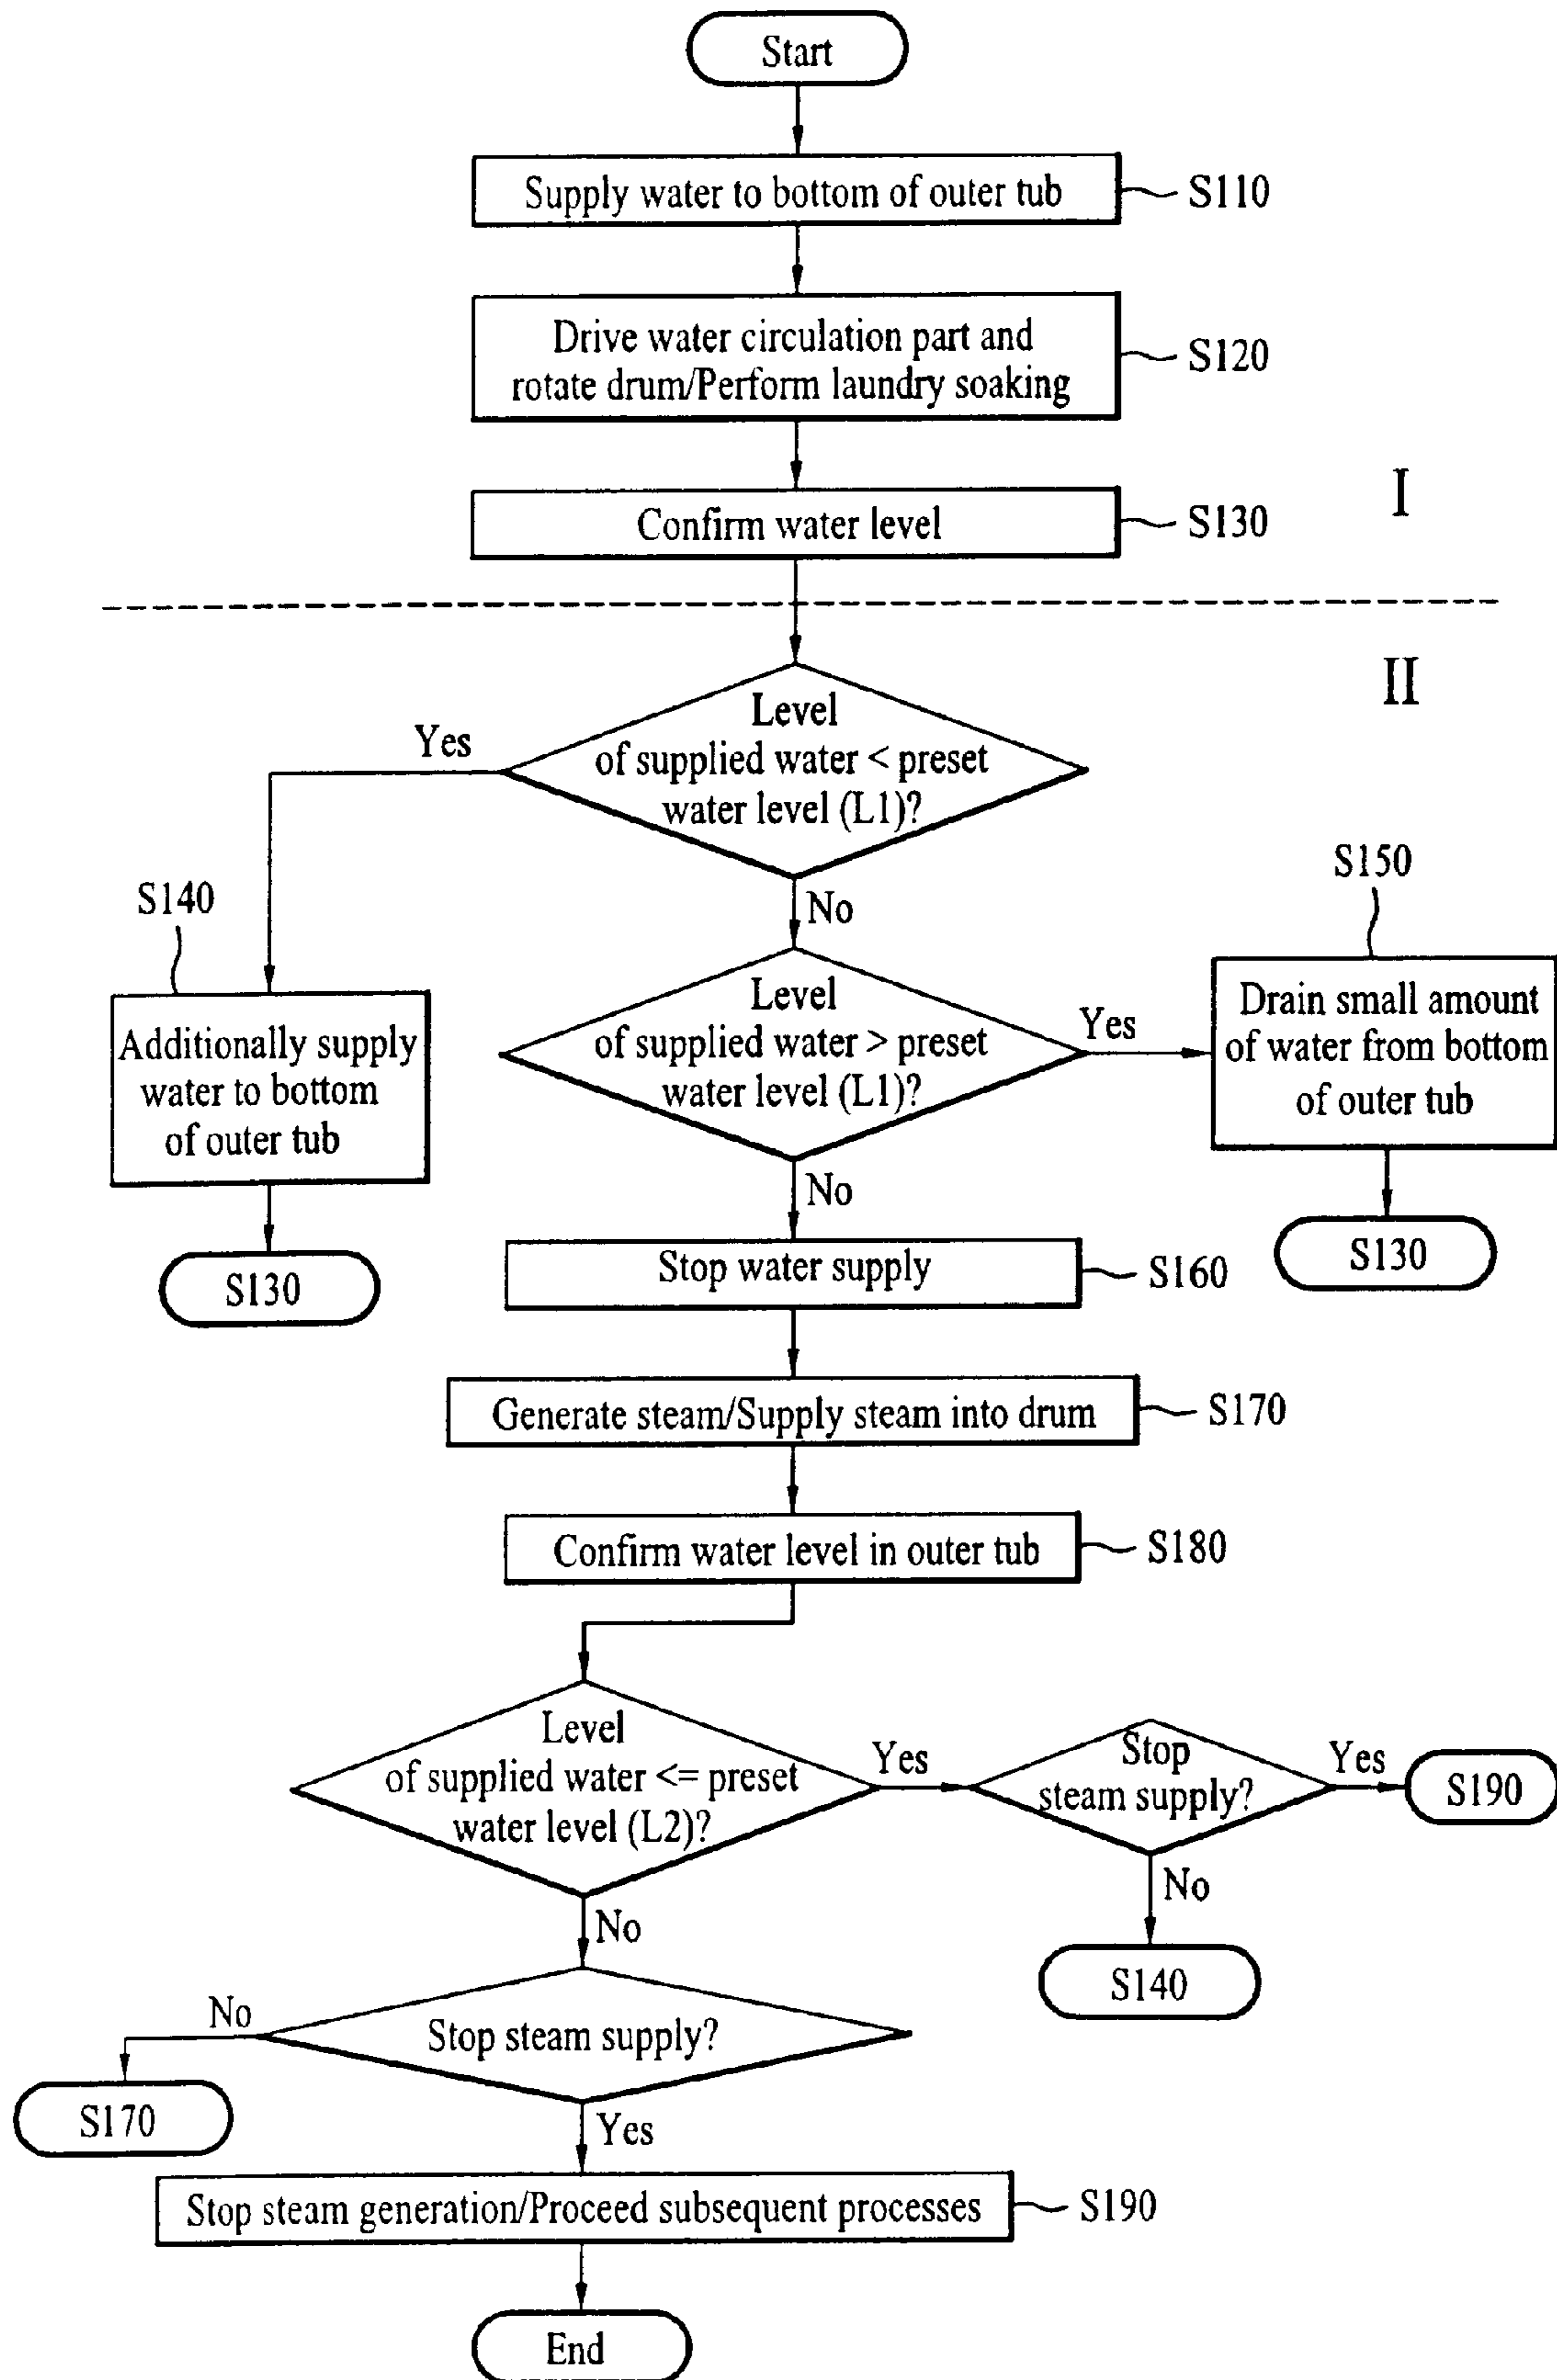 Start
Supply water to bottom of outer tub
S110
Drive water circulation part and
rotate drum/Perform laundry soaking
S120
Confirm water level
S130
I
II
Level
of supplied water < preset
water level (L1)?
Yes
No
S140
Additionally supply
water to bottom
of outer tub
S130
Level
of supplied water > preset
water level (L1)?
Yes
No
S150
Drain small amount
of water from bottom
of outer tub
S130
Stop water supply
S160
Generate steam/Supply steam into drum
S170
Confirm water level in outer tub
S180
Level
of supplied water <= preset
water level (L2)?
Yes
Stop
steam supply?
Yes
S190
No
S140
No
Stop steam supply?
No
S170
Yes
Stop steam generation/Proceed subsequent processes
S190
End